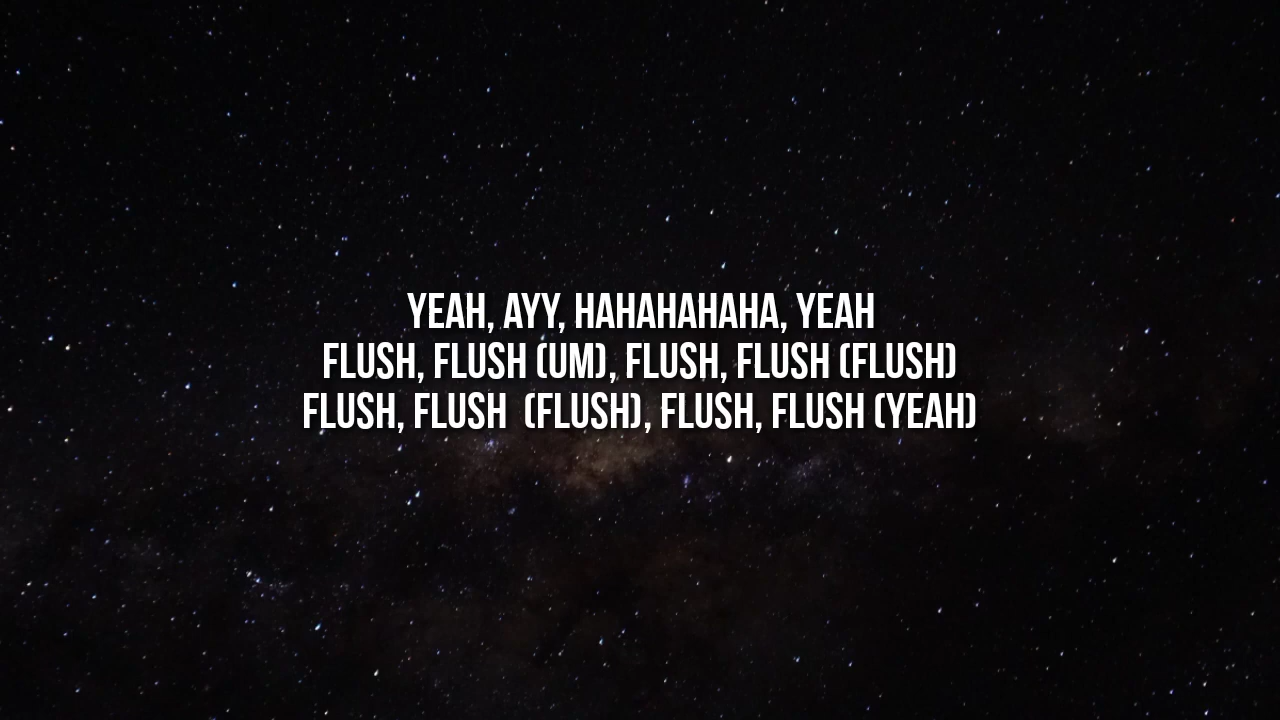 YEAH, AYY, HAHAHAHAHA, YEAH
FLUSH, FLUSH (UM), FLUSH, FLUSH (FLUSH)
FLUSH, FLUSH  (FLUSH), FLUSH, FLUSH (YEAH)